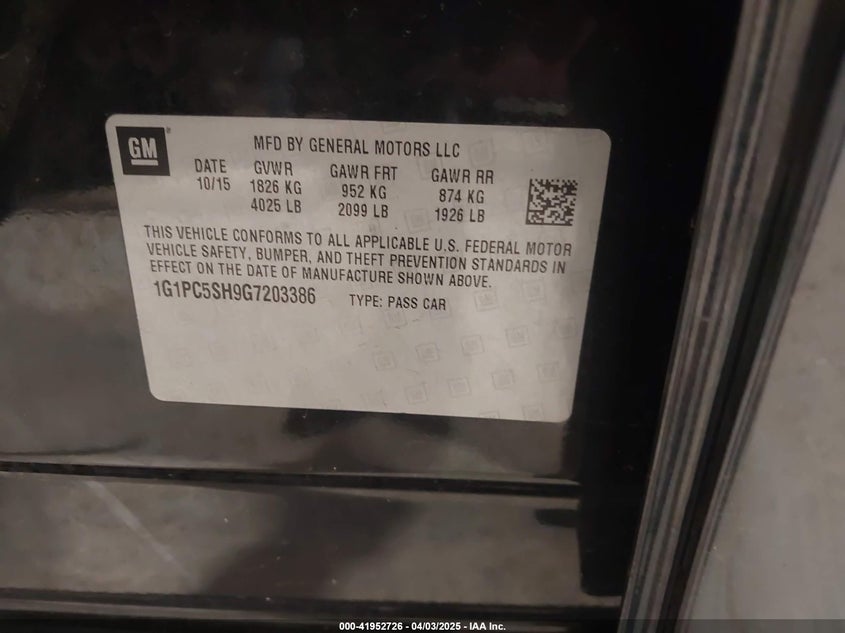 GM
MFD BY GENERAL MOTORS LLC
DATE GVWR GAWR FRT GAWR RR
10/15 1826 KG 952 KG 874 KG
4025 LB 2099 LB 1926 LB
THIS VEHICLE CONFORMS TO ALL APPLICABLE U.S. FEDERAL MOTOR
VEHICLE SAFETY, BUMPER, AND THEFT PREVENTION STANDARDS IN
EFFECT ON THE DATE OF MANUFACTURE SHOWN ABOVE.
1G1PC5SH9G7203386 TYPE: PASS CAR
000-41952726 - 04/03/2025 - IAA Inc.